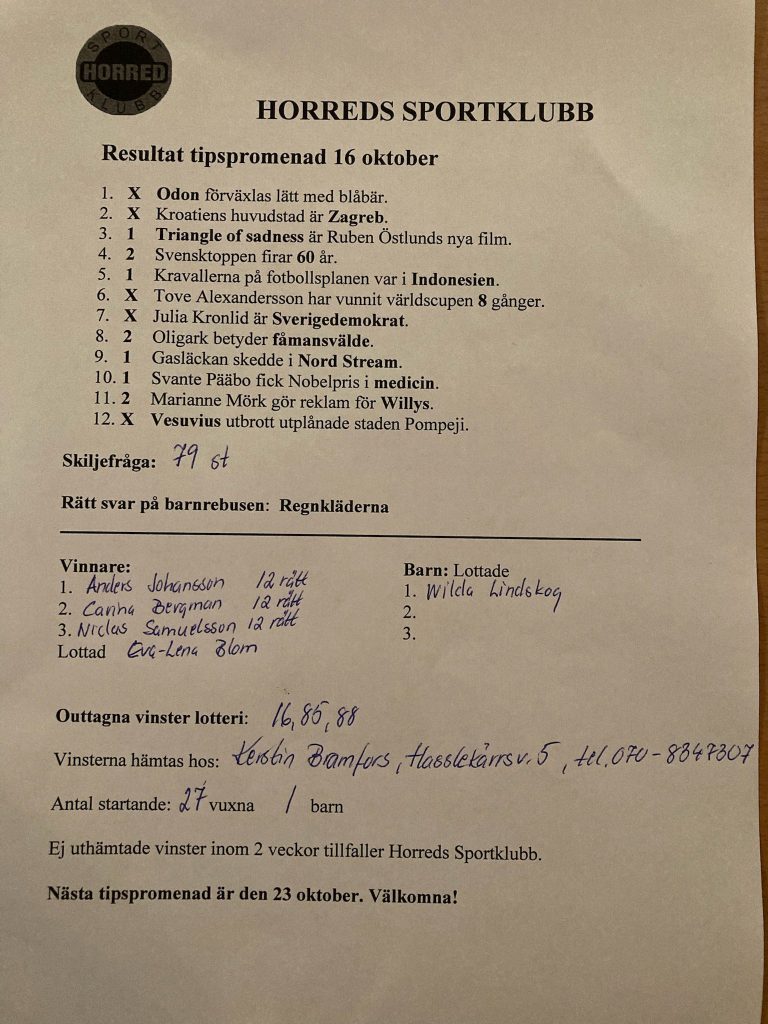 SPORT
HORRED
KLUBB
HORREDS SPORTKLUBB
Resultat tipspromenad 16 oktober
1. X Odon förväxlas lätt med blåbär.
2. X Kroatiens huvudstad är Zagreb.
3. 1 Triangle of sadness är Ruben Östlunds nya film.
4. 2 Svensktoppen firar 60 år.
5. 1 Kravallerna på fotbollsplanen var i Indonesien.
6. X Tove Alexandersson har vunnit världscupen 8 gånger.
7. X Julia Kronlid är Sverigedemokrat.
8. 2 Oligark betyder fåmansvälde.
9. 1 Gasläckan skedde i Nord Stream.
10. 1 Svante Pääbo fick Nobelpris i medicin.
11. 2 Marianne Mörk gör reklam för Willys.
12. X Vesuvius utbrott utplånade staden Pompeji.
Skiljefråga: 79 st
Rätt svar på barnrebusen: Regnkläderna
Vinnare:
1. Anders Johansson 12 rätt
2. Carina Bergman 12 rätt
3. Niclas Samuelsson 12 rätt
Lottad Eva-Lena Blom
Barn: Lottade
1. Wilda Lindskog
2.
3.
Outtagna vinster lotteri: 16, 85, 88
Vinsterna hämtas hos: Kerstin Bramfors, Hasslekärrsv. 5, tel. 070-8347307
Antal startande: 27 vuxna 1 barn
Ej uthämtade vinster inom 2 veckor tillfaller Horreds Sportklubb.
Nästa tipspromenad är den 23 oktober. Välkomna!